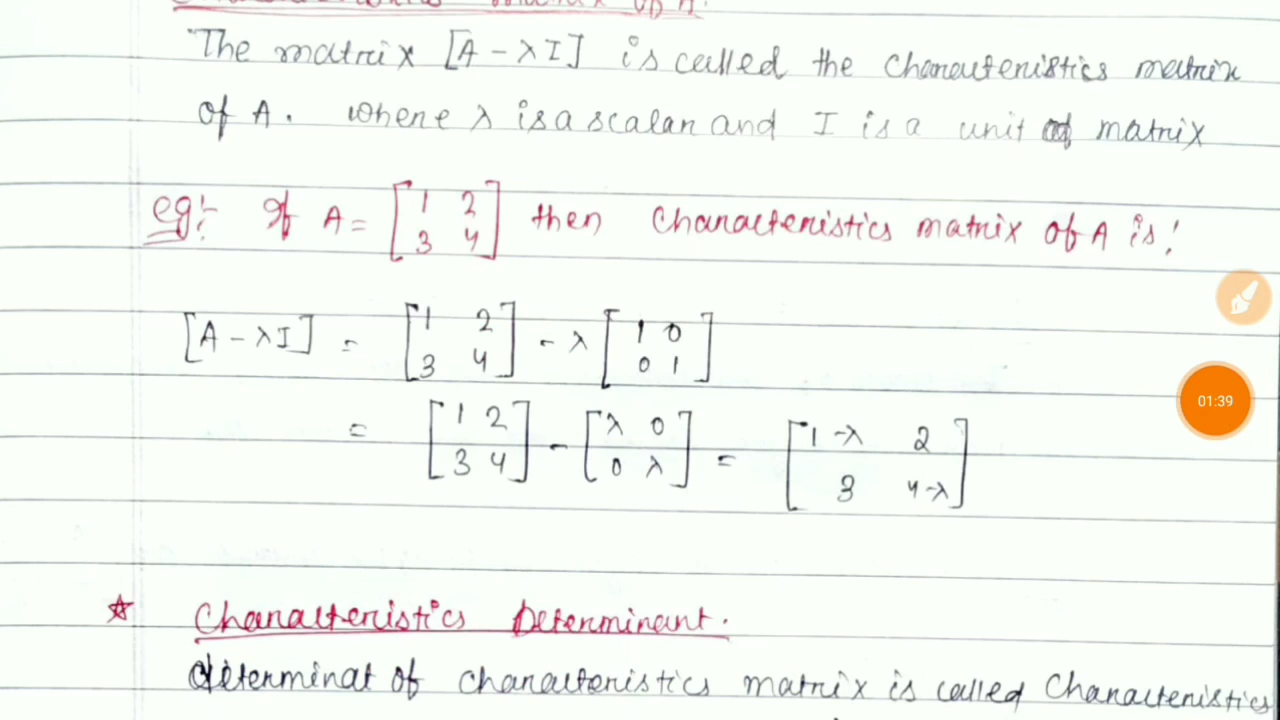 The matrix [A - λI] is called the characteristics matrix
of A. where λ is a scalar and I is a unit matrix
eg:- If A = [1 2; 3 4] then characteristics matrix of A is!
[A - λI] = [1 2; 3 4] - λ [1 0; 0 1]
= [1 2; 3 4] - [λ 0; 0 λ] = [1-λ 2; 3 4-λ]
01:39
☆ Characteristics Determinant.
determinat of characteristics matrix is called Characteristics